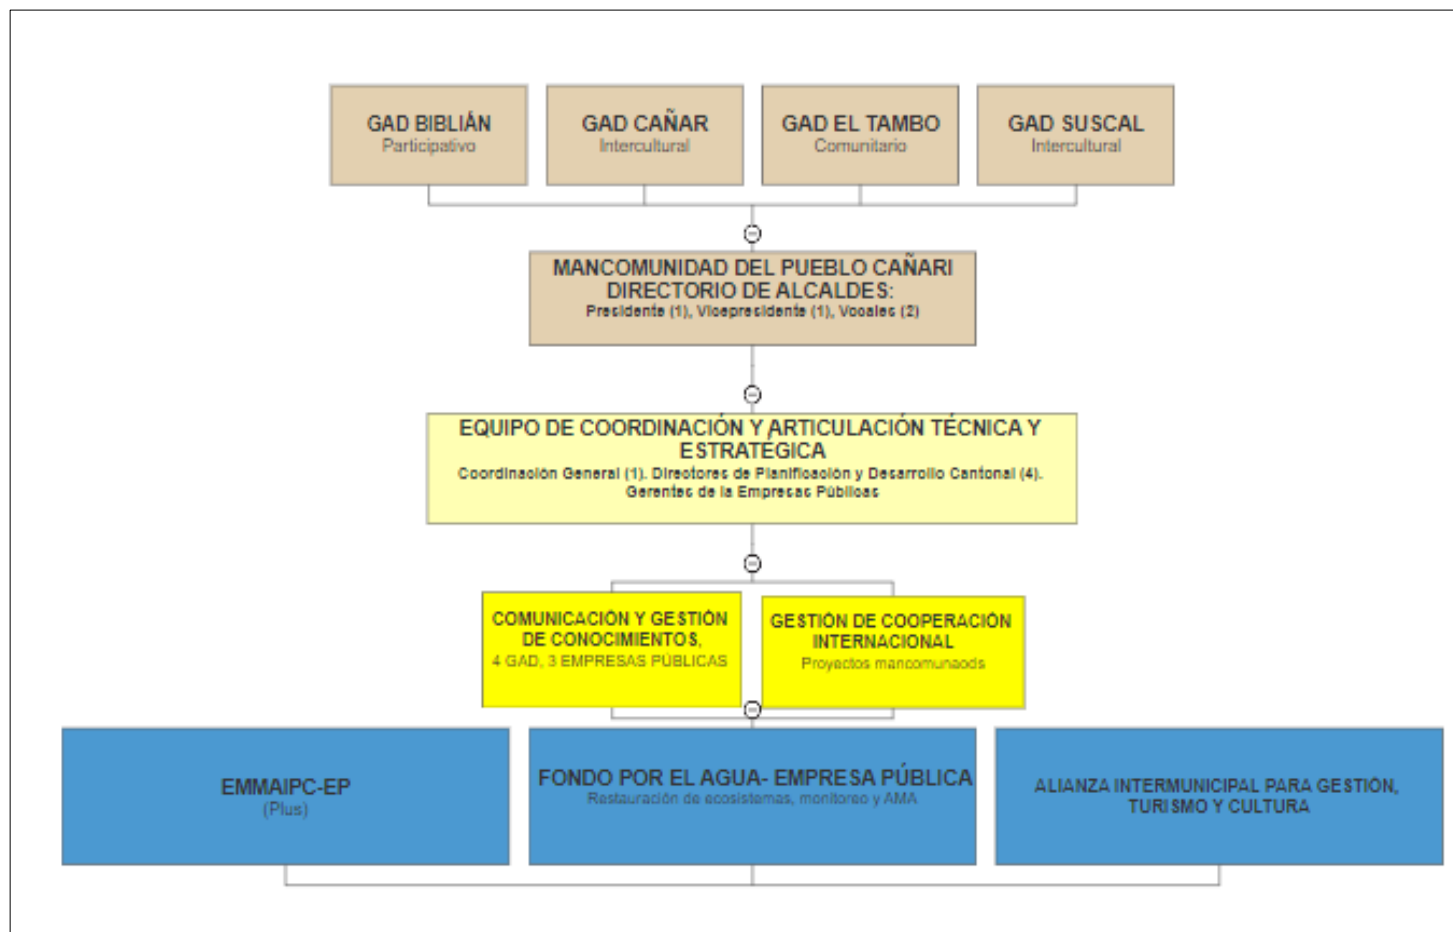 GAD BIBLIÁN
Participativo
GAD CAÑAR
Intercultural
GAD EL TAMBO
Comunitario
GAD SUSCAL
Intercultural
MANCOMUNIDAD DEL PUEBLO CAÑARI
DIRECTORIO DE ALCALDES:
Presidente (1), Vicepresidente (1), Vocales (2)
EQUIPO DE COORDINACIÓN Y ARTICULACIÓN TÉCNICA Y
ESTRATÉGICA
Coordinación General (1). Directores de Planificación y Desarrollo Cantonal (4).
Gerentes de la Empresas Públicas
COMUNICACIÓN Y GESTIÓN
DE CONOCIMIENTOS,
4 GAD, 3 EMPRESAS PÚBLICAS
GESTIÓN DE COOPERACIÓN
INTERNACIONAL
Proyectos mancomunaods
EMMAIPC-EP
(Plus)
FONDO POR EL AGUA- EMPRESA PÚBLICA
Restauración de ecosistemas, monitoreo y AMA
ALIANZA INTERMUNICIPAL PARA GESTIÓN,
TURISMO Y CULTURA